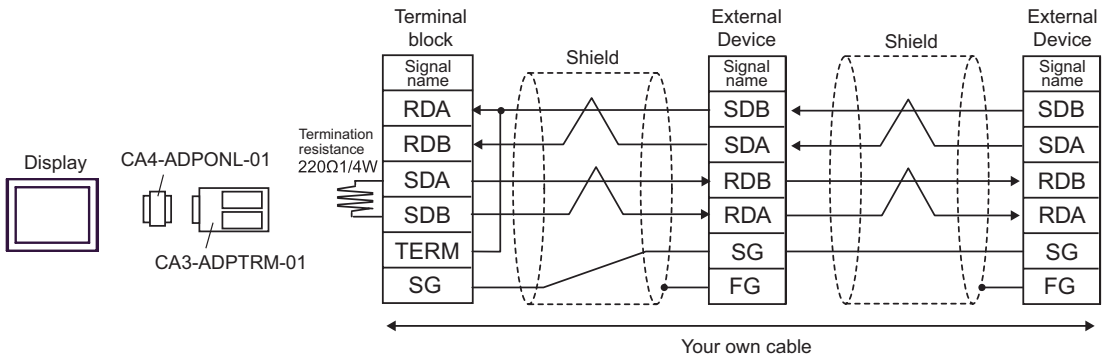 Display
CA4-ADPONL-01
CA3-ADPTRM-01
Termination
resistance
220Ω1/4W
Terminal
block
Signal
name
RDA
RDB
SDA
SDB
TERM
SG
Shield
External
Device
Signal
name
SDB
SDA
RDB
RDA
SG
FG
Shield
External
Device
Signal
name
SDB
SDA
RDB
RDA
SG
FG
Your own cable